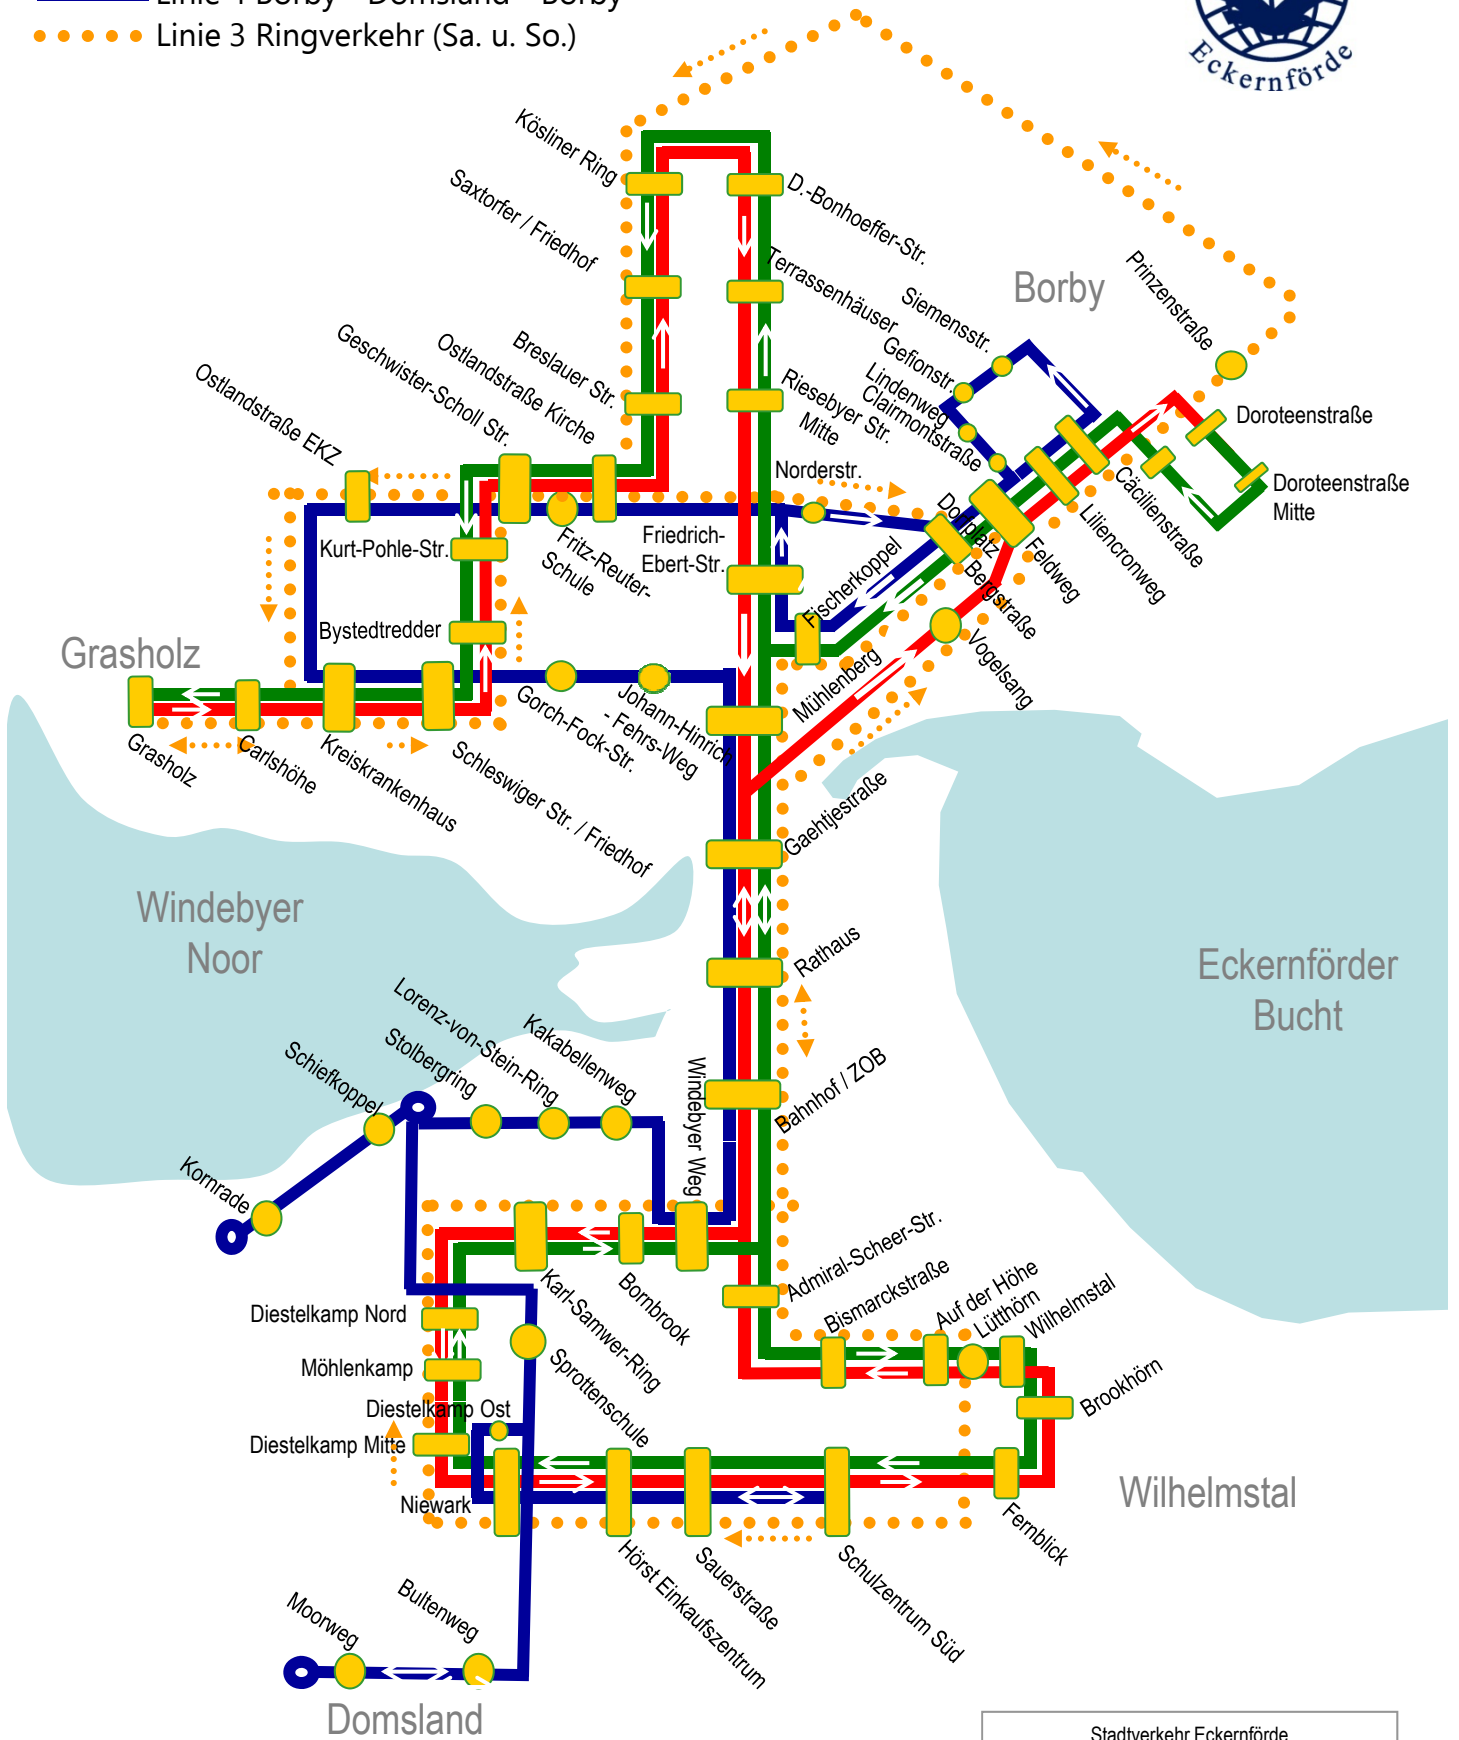 Linie 4 Borby - Domsland - Borby
Linie 3 Ringverkehr (Sa. u. So.)
Eckernförde
Kösliner Ring
D.-Bonhoeffer-Str.
Saxtorfer / Friedhof
Terrassenhäuser
Borby
Prinzenstraße
Siemensstr.
Gefionstr.
Lindenweg
Clairmontstraße
Breslauer Str.
Ostlandstraße Kirche
Geschwister-Scholl Str.
Ostlandstraße EKZ
Riesebyer Str.
Mitte
Doroteenstraße
Norderstr.
Doroteenstraße
Mitte
Cäcilienstraße
Liliencronweg
Dorfplatz
Feldweg
Kurt-Pohle-Str.
Fritz-Reuter-
Schule
Friedrich-
Ebert-Str.
Fischerkoppel
Bergstraße
Vogelsang
Bystedtredder
Grasholz
Mühlenberg
Gorch-Fock-Str.
Johann-Hinrich
- Fehrs-Weg
Grasholz
Carlshöhe
Kreiskrankenhaus
Schleswiger Str. / Friedhof
Gaehtjestraße
Windebyer
Noor
Rathaus
Eckernförder
Bucht
Lorenz-von-Stein-Ring
Stolbergring
Kakabellenweg
Schiefkoppel
Windebyer Weg
Bahnhof / ZOB
Kornrade
Karl-Samwer-Ring
Bornbrook
Admiral-Scheer-Str.
Bismarckstraße
Auf der Höhe
Lütthörn
Wilhelmstal
Diestelkamp Nord
Möhlenkamp
Sprottenschule
Brookhörn
Diestelkamp Ost
Diestelkamp Mitte
Niewark
Wilhelmstal
Fernblick
Hörst Einkaufszentrum
Sauerstraße
Schulzentrum Süd
Moorweg
Bultenweg
Domsland
Stadtverkehr Eckernförde